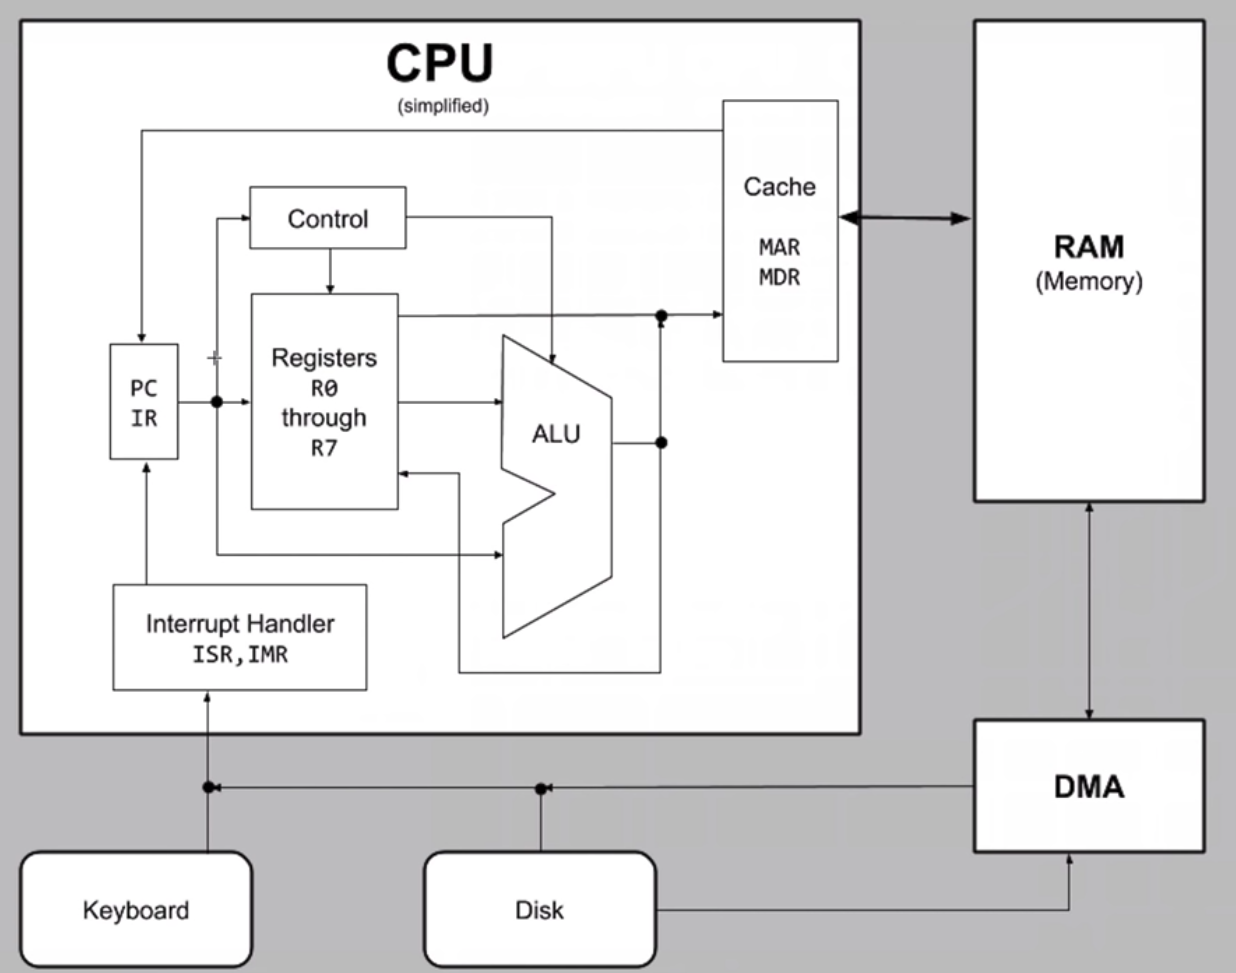 CPU
(simplified)
Cache
MAR
MDR
Control
Registers
R0
through
R7
PC
IR
ALU
Interrupt Handler
ISR,IMR
RAM
(Memory)
DMA
Keyboard
Disk